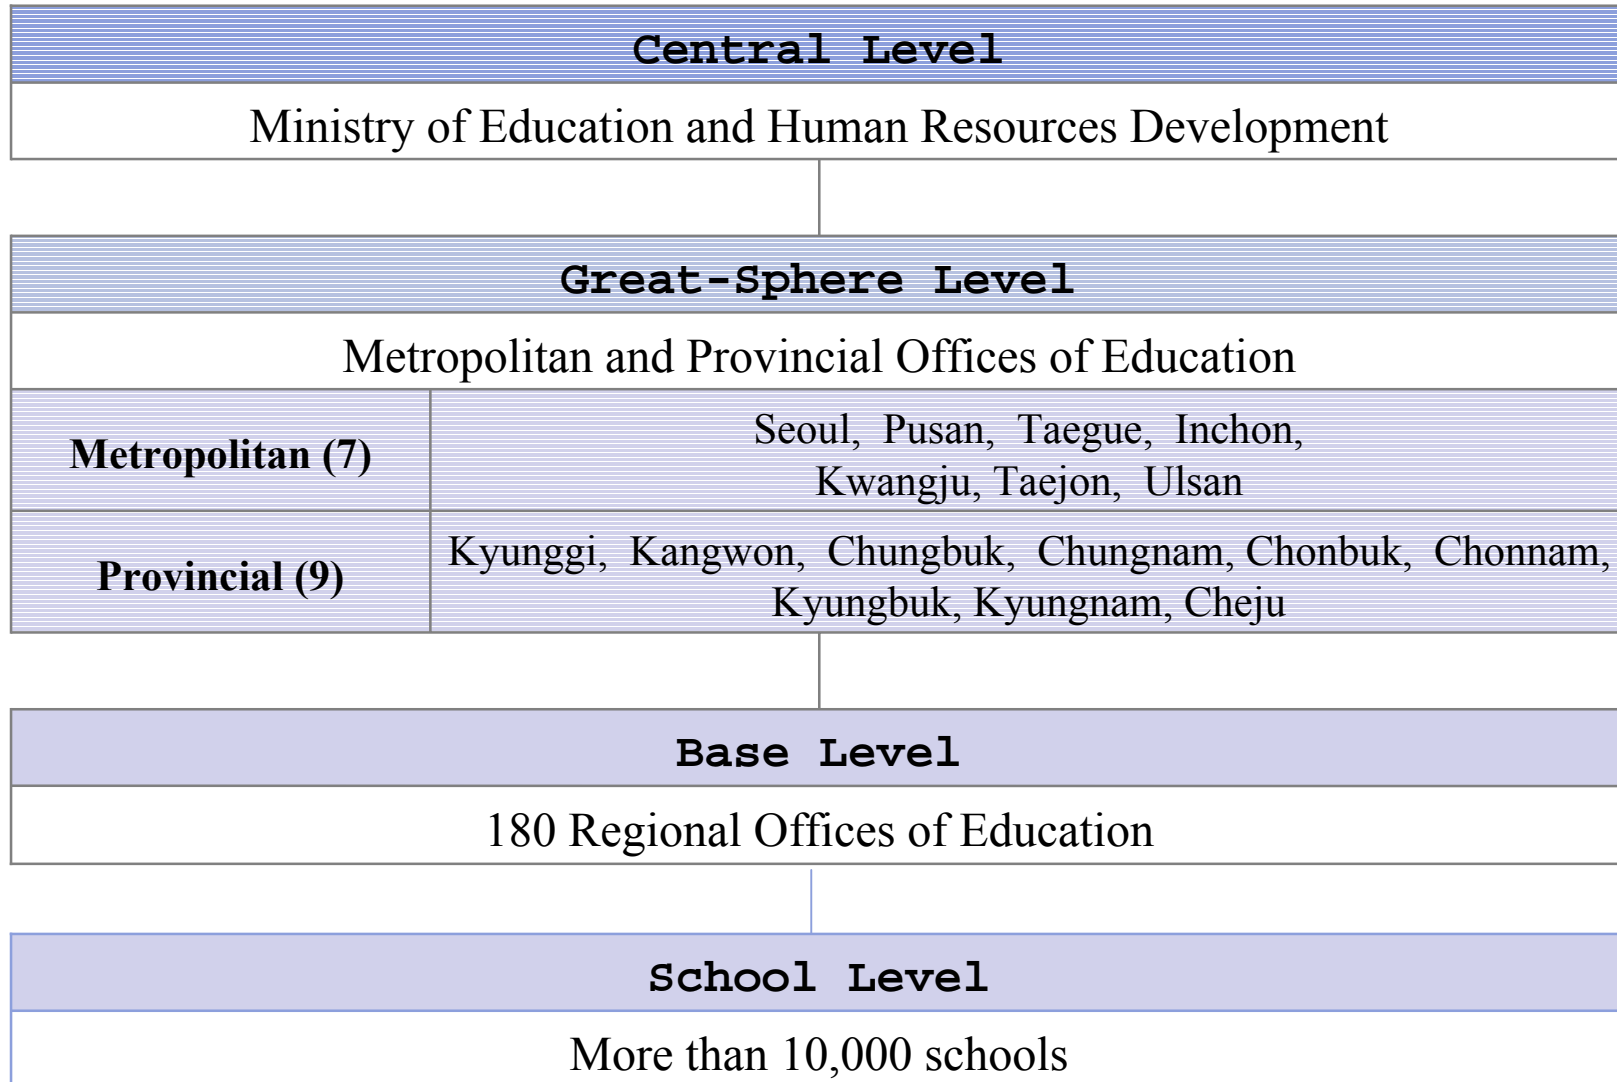 Central Level
Ministry of Education and Human Resources Development
Great-Sphere Level
Metropolitan and Provincial Offices of Education
Metropolitan (7)
Seoul, Pusan, Taegue, Inchon,
Kwangju, Taejon, Ulsan
Provincial (9)
Kyunggi, Kangwon, Chungbuk, Chungnam, Chonbuk, Chonnam,
Kyungbuk, Kyungnam, Cheju
Base Level
180 Regional Offices of Education
School Level
More than 10,000 schools